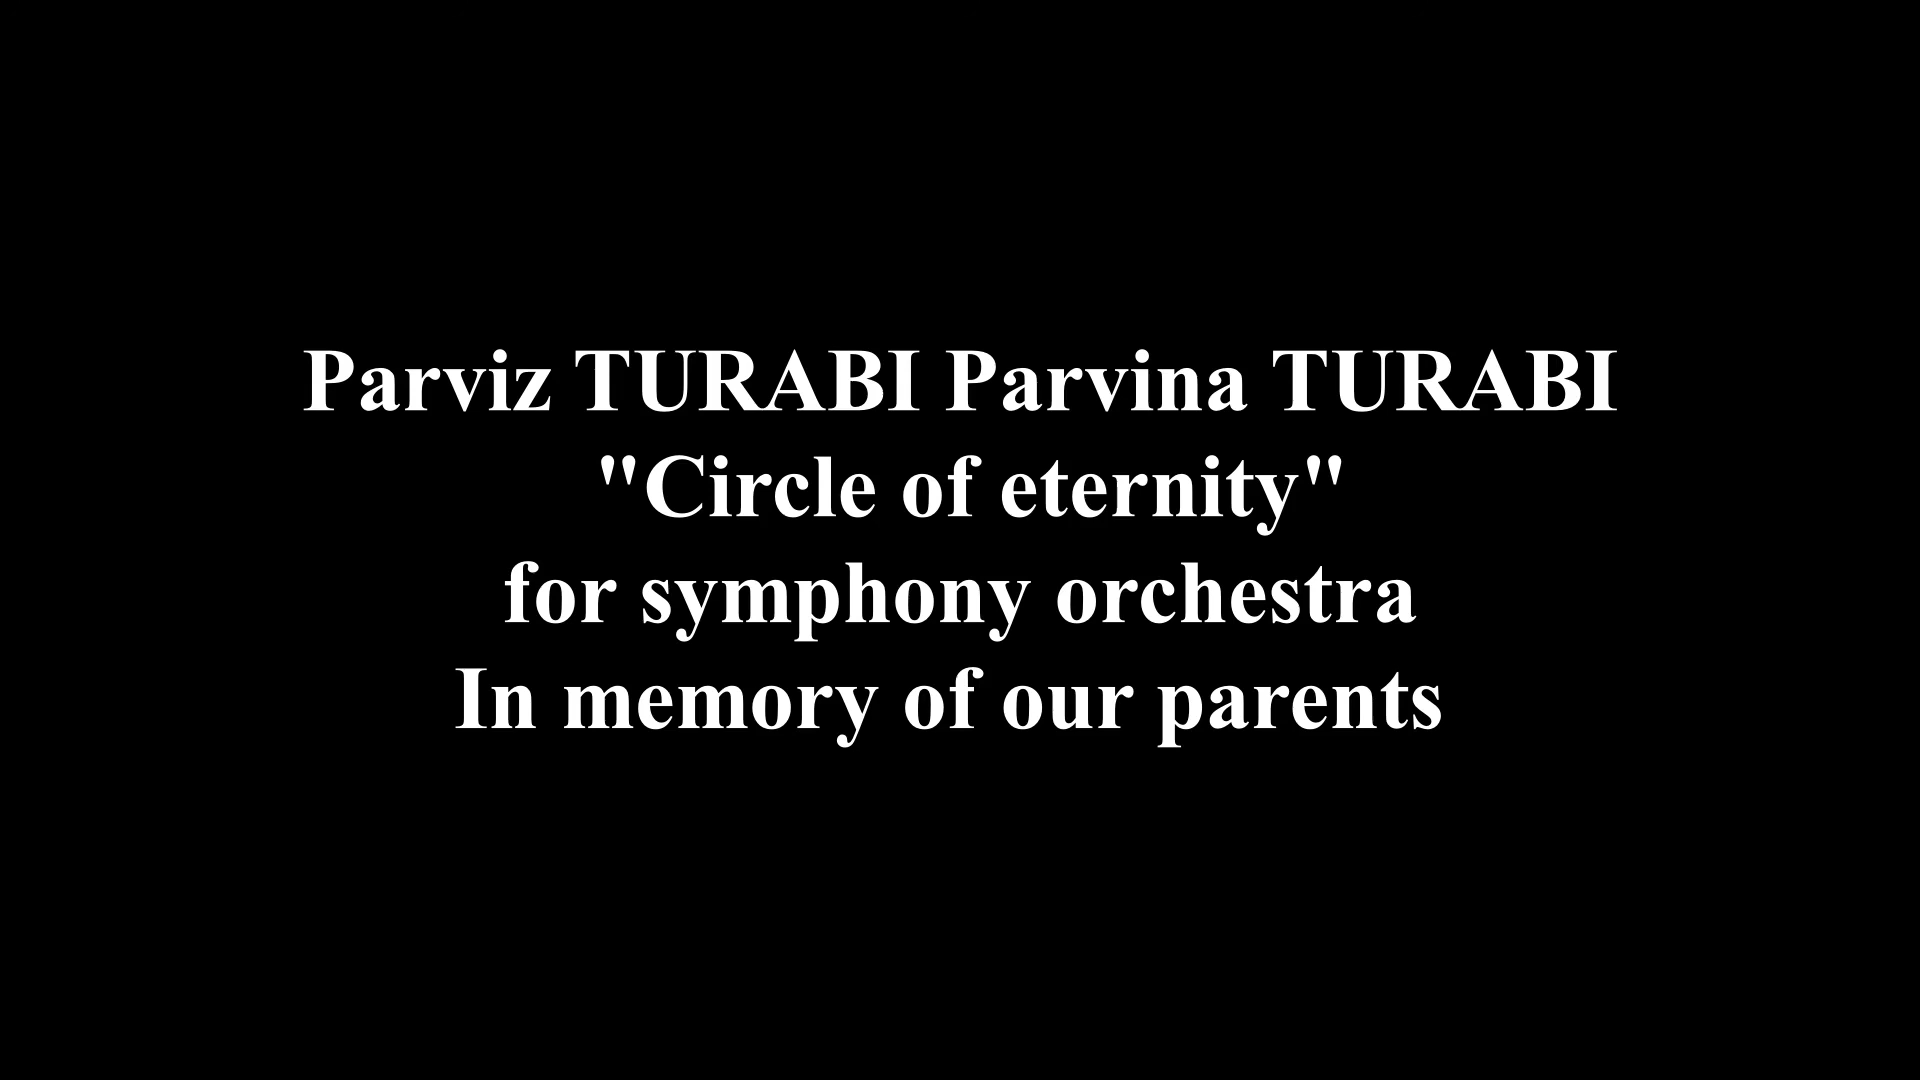 Parviz TURABI Parvina TURABI
"Circle of eternity"
for symphony orchestra
In memory of our parents